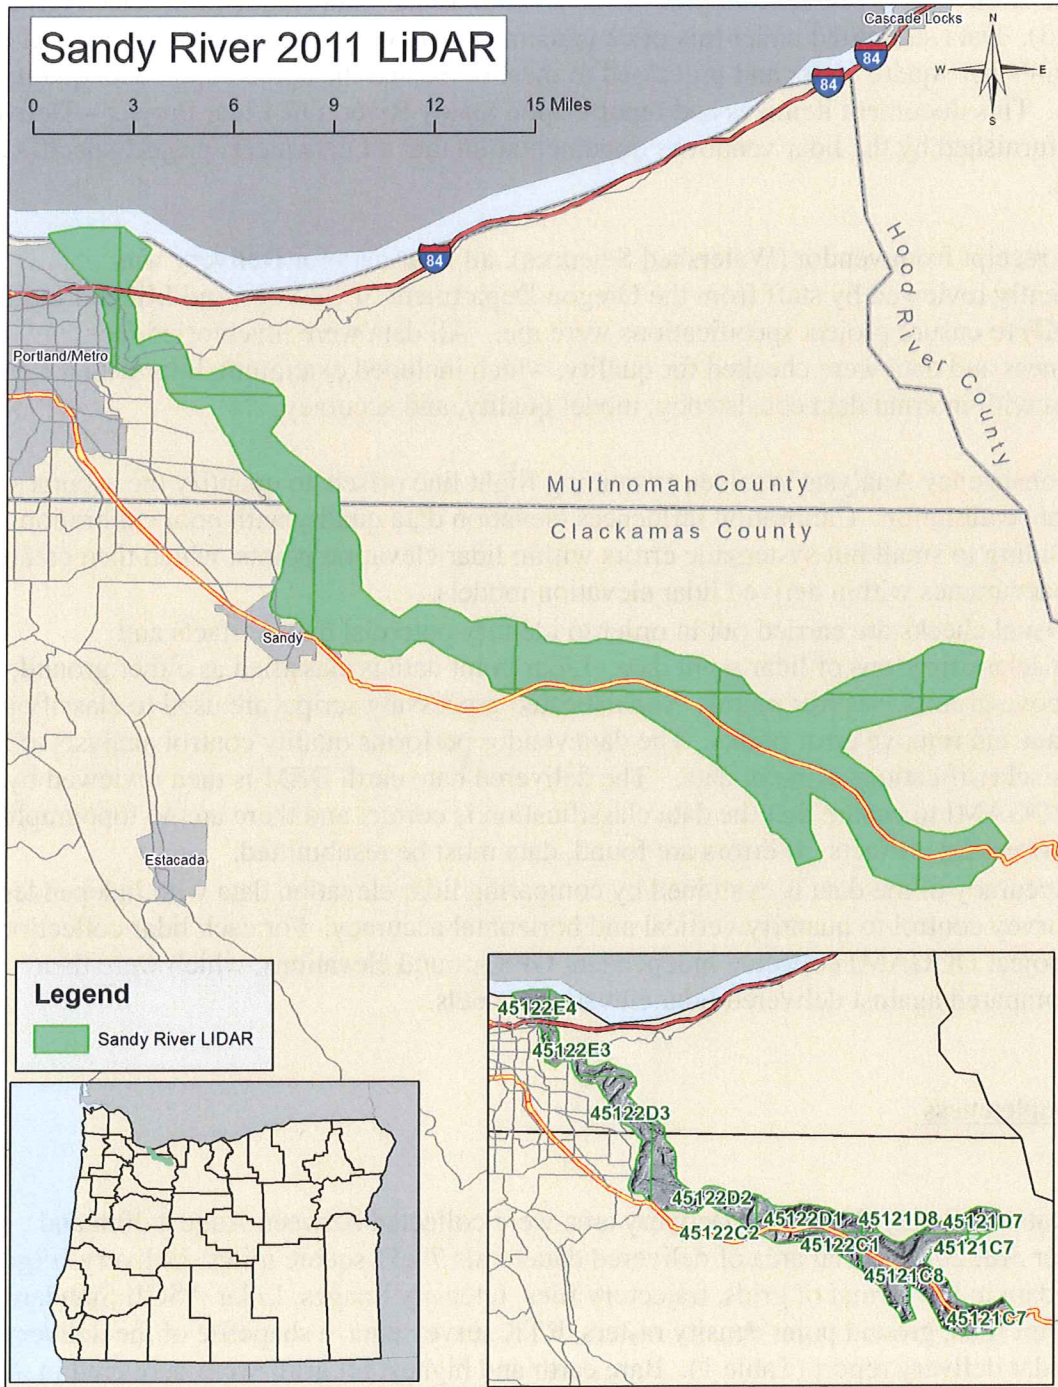 Sandy River 2011 LiDAR
Cascade Locks
84
84
N
W
E
S
0 3 6 9 12 15 Miles
84
Hood River County
Portland/Metro
Multnomah County
Clackamas County
Sandy
Estacada
Legend
Sandy River LIDAR
45122E4
45122E3
45122D3
45122D2
45122C2
45122D1
45122C1
45121D8
45121D7
45121C7
45121C8
45121C7